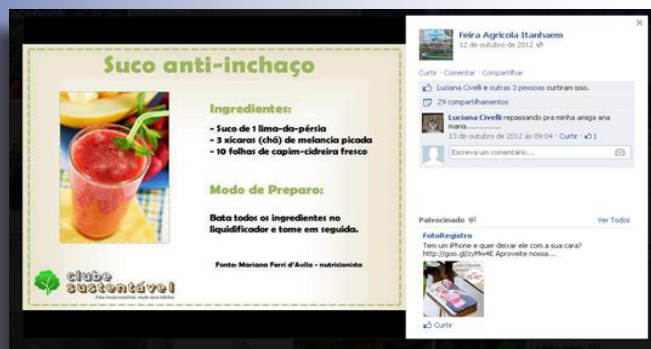 Suco anti-inchaço
Ingredientes:
- Suco de 1 lima-da-pérsia
- 3 xícaras (chá) de melancia picada
- 10 folhas de capim-cidreira fresco
Modo de Preparo:
Bata todos os ingredientes no
liquidificador e tome em seguida.
Fonte: Mariana Ferri d'Avila - nutricionista
clube
sustentável
Feira Agricola Itanhaem
12 de outubro de 2012
Curtir · Comentar · Compartilhar
Luciana Civelli e outras 3 pessoas curtiram isso.
29 compartilhamentos
Luciana Civelli repassando pra minha amiga ana
maria.............
13 de outubro de 2012 às 09:04 · Curtir · 1
Escreva um comentário...
Patrocinado
Ver Todos
FotoRegistro
Tem um iPhone e quer deixar ele com a sua cara?
http://goo.gl/zyMw4E Aproveite nossa...
Curtir